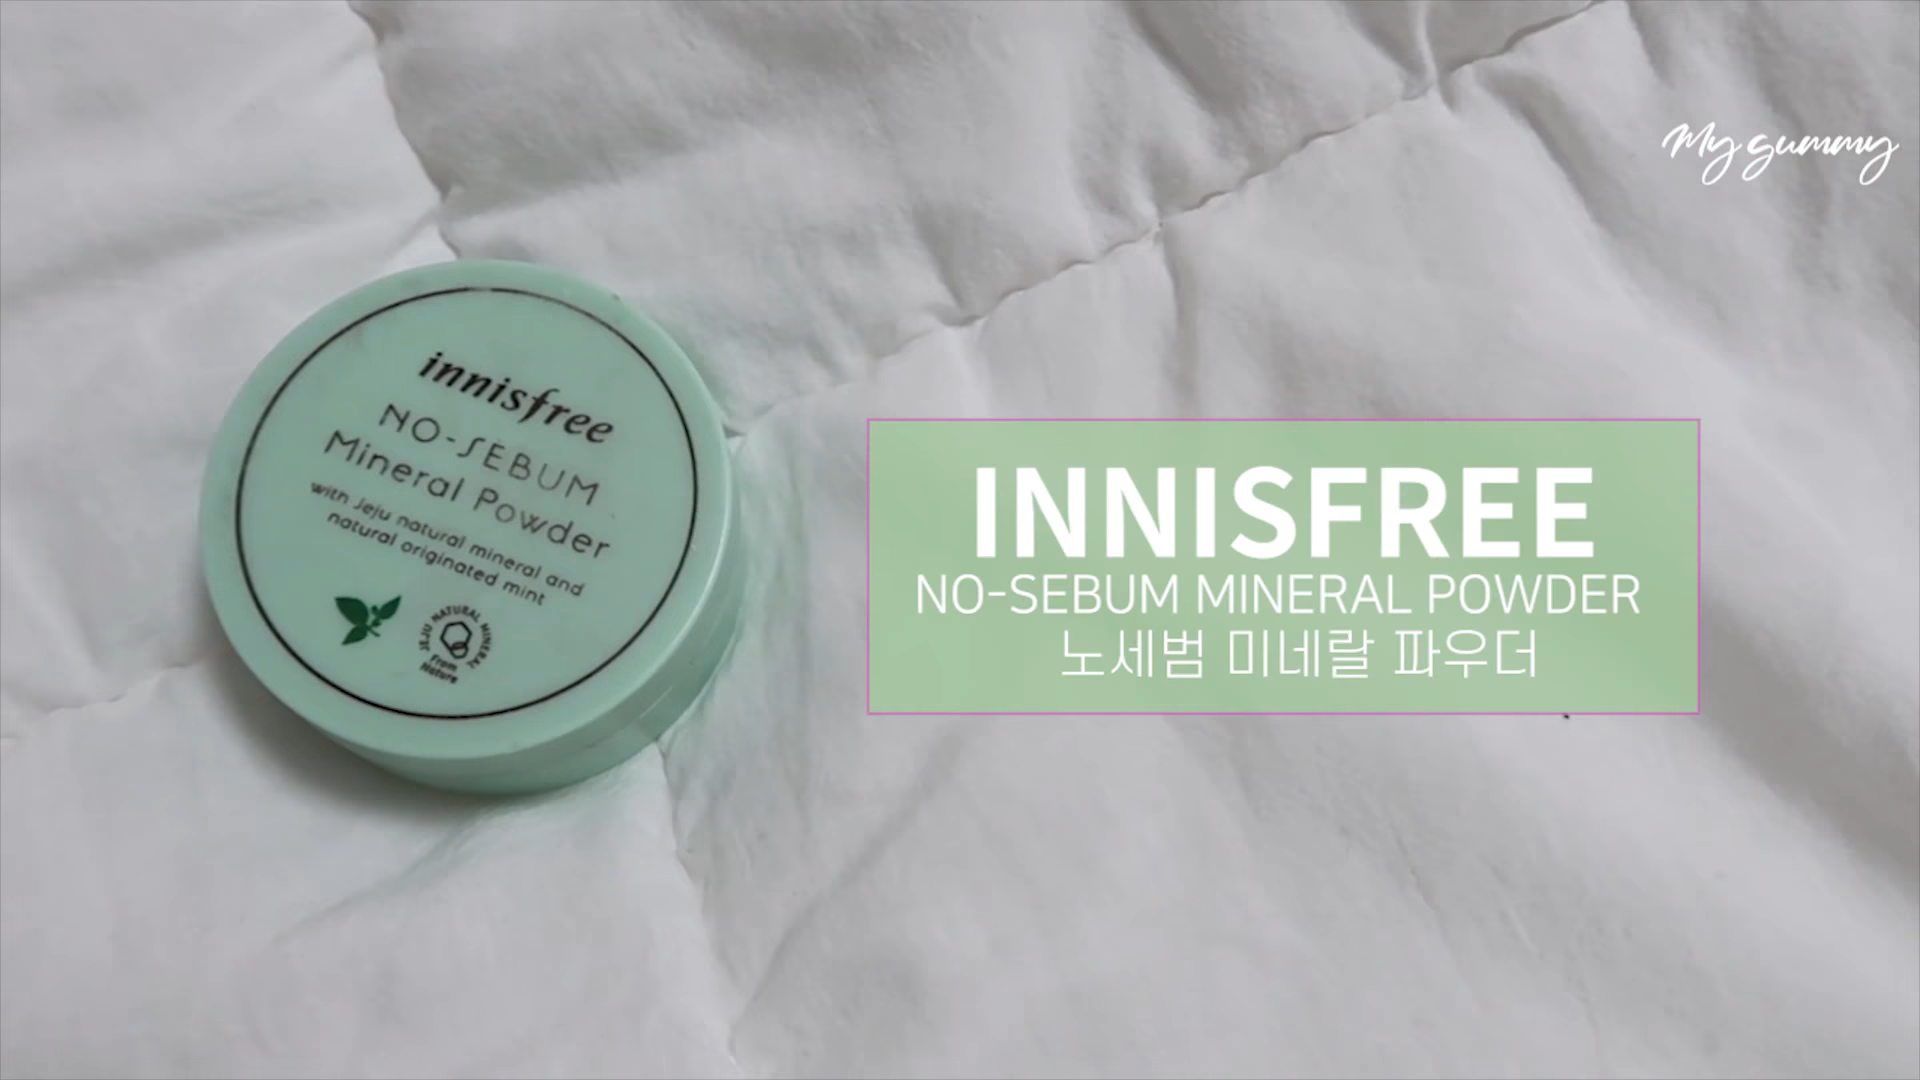 My gummy
innisfree
NO-SEBUM
Mineral Powder
with Jeju natural mineral and
natural originated mint
JEJU NATURAL MINERAL
From
Nature
INNISFREE
NO-SEBUM MINERAL POWDER
노세범 미네랄 파우더